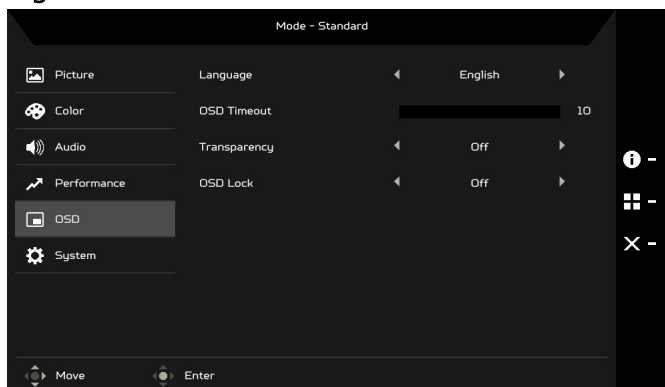 Mode - Standard
Picture
Language English
Color
OSD Timeout 10
Audio
Transparency Off
Performance
OSD Lock Off
OSD
System
Move Enter